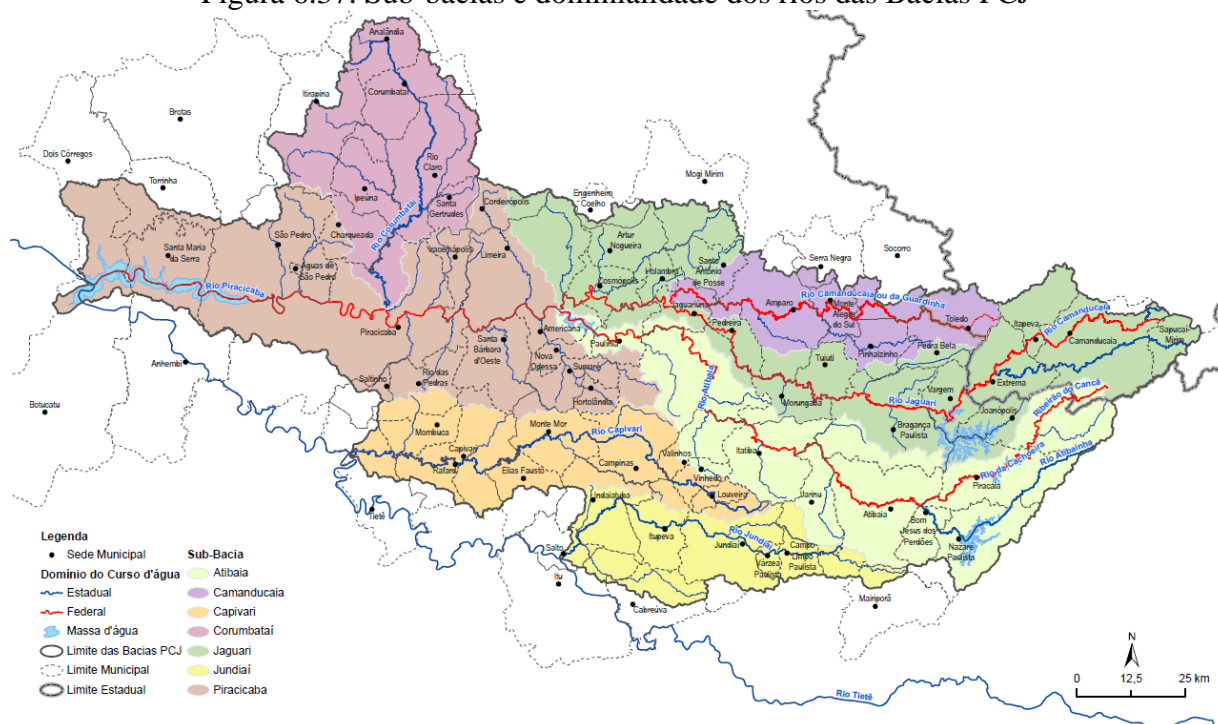 Figura 6.37. Sub-bacias e dominialidade dos rios das Bacias PCJ
Analândia
Corumbataí
Itirapina
Brotas
Dois Córregos
Torrinha
Rio
Claro
Ipeúna
Santa
Gertrudes
Cordeirópolis
Rio Columbataí
Charqueada
São Pedro
Águas de
São Pedro
Santa Maria
da Serra
Rio Piracicaba
Iracemápolis
Limeira
Engenheiro
Coelho
Mogi Mirim
Artur
Nogueira
Cosmópolis
Holambra
Santo
Antônio
de Posse
Serra Negra
Socorro
Jaguariúna
Amparo
Rio Camanducaia ou da Guardinha
Monte
Alegre
do Sul
Toledo
Pinhalzinho
Pedra Bela
Itapeva
Rio Camanducaia
Camanducaia
Sapucaí
Mirim
Extrema
Vargem
Joanópolis
Ribeirão do Cancã
Rio Jaguari
Bragança
Paulista
Tuiuti
Morungaba
Pedreira
Paulínia
Americana
Nova
Odessa
Sumaré
Hortolândia
Santa
Bárbara
d'Oeste
Piracicaba
Saltinho
Rio das
Pedras
Anhembi
Botucatu
Mombuca
Capivari
Rafard
Monte Mor
Rio Capivari
Elias Fausto
Campinas
Valinhos
Vinhedo
Louveira
Rio Atibaia
Itatiba
Jarinu
Atibaia
Bom
Jesus dos
Perdões
Piracaia
Rio da Cachoeira
Rio Atibainha
Nazaré
Paulista
Indaiatuba
Itupeva
Rio Jundiaí
Jundiaí
Várzea
Paulista
Campo
Limpo
Paulista
Mairiporã
Cabreúva
Salto
Itu
Tietê
Rio Tietê
Legenda
Sede Municipal
Domínio do Curso d'água
Estadual
Federal
Massa d'água
Limite das Bacias PCJ
Limite Municipal
Limite Estadual
Sub-Bacia
Atibaia
Camanducaia
Capivari
Corumbataí
Jaguari
Jundiaí
Piracicaba
N
0 12,5 25 km